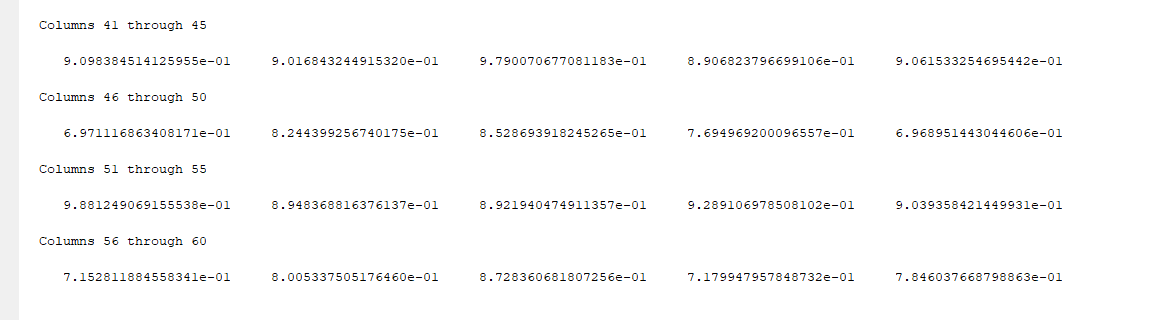 Columns 41 through 45
9.098384514125955e-01 9.016843244915320e-01 9.790070677081183e-01 8.906823796699106e-01 9.061533254695442e-01
Columns 46 through 50
6.971116863408171e-01 8.244399256740175e-01 8.528693918245265e-01 7.694969200096557e-01 6.968951443044606e-01
Columns 51 through 55
9.881249069155538e-01 8.948368816376137e-01 8.921940474911357e-01 9.289106978508102e-01 9.039358421449931e-01
Columns 56 through 60
7.152811884558341e-01 8.005337505176460e-01 8.728360681807256e-01 7.179947957848732e-01 7.846037668798863e-01